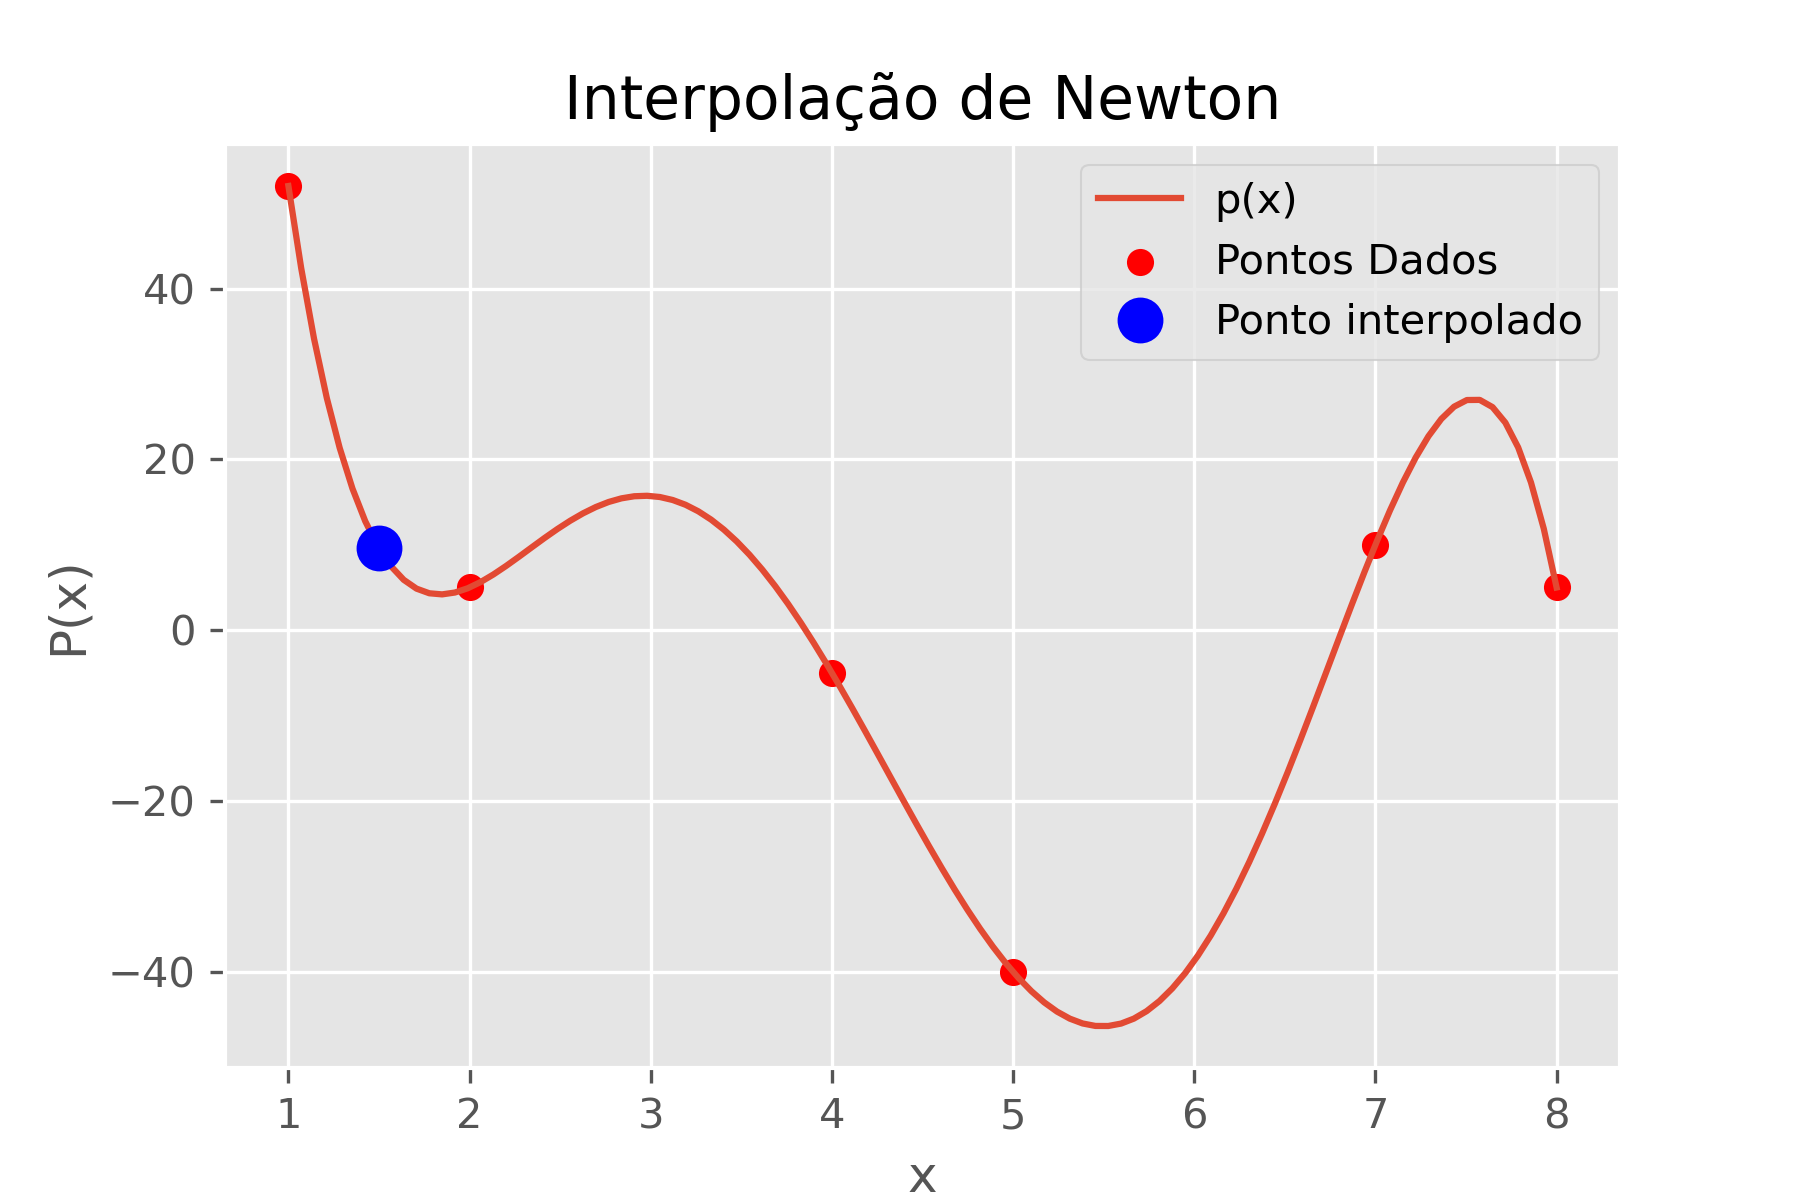 Interpolação de Newton
p(x)
Pontos Dados
Ponto interpolado
P(x)
40
20
0
−20
−40
1 2 3 4 5 6 7 8
x